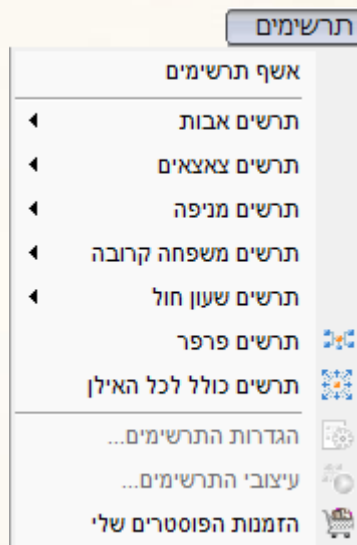 תרשימים
אשף תרשימים
תרשים אבות
תרשים צאצאים
תרשים מניפה
תרשים משפחה קרובה
תרשים שעון חול
תרשים פרפר
תרשים כולל לכל האילן
הגדרות התרשימים...
עיצובי התרשימים...
הזמנות הפוסטרים שלי